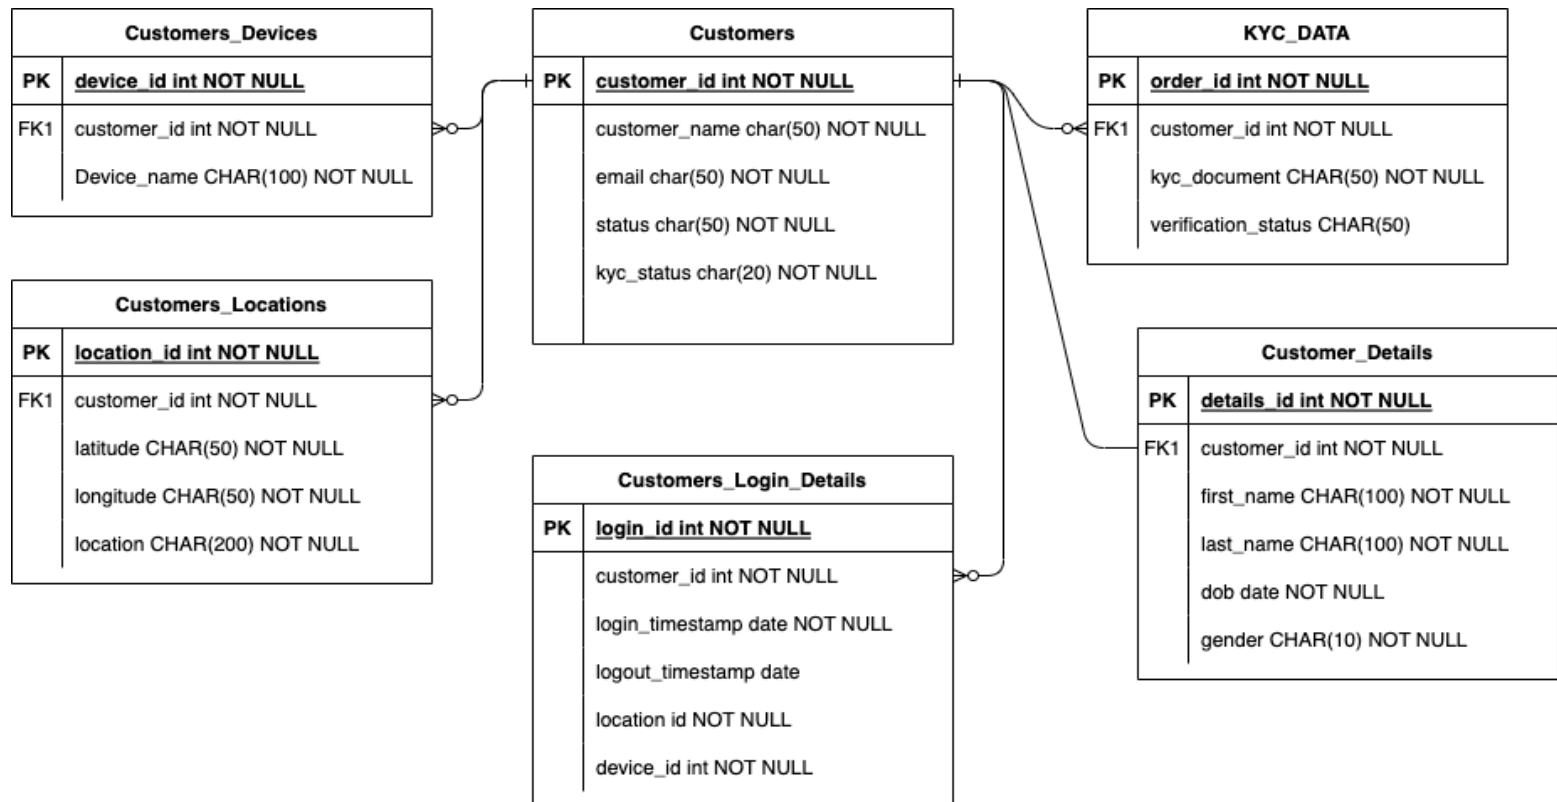 Customers_Devices
PK device_id int NOT NULL
FK1 customer_id int NOT NULL
Device_name CHAR(100) NOT NULL
Customers_Locations
PK location_id int NOT NULL
FK1 customer_id int NOT NULL
latitude CHAR(50) NOT NULL
longitude CHAR(50) NOT NULL
location CHAR(200) NOT NULL
Customers
PK customer_id int NOT NULL
customer_name char(50) NOT NULL
email char(50) NOT NULL
status char(50) NOT NULL
kyc_status char(20) NOT NULL
Customers_Login_Details
PK login_id int NOT NULL
customer_id int NOT NULL
login_timestamp date NOT NULL
logout_timestamp date
location id NOT NULL
device_id int NOT NULL
KYC_DATA
PK order_id int NOT NULL
FK1 customer_id int NOT NULL
kyc_document CHAR(50) NOT NULL
verification_status CHAR(50)
Customer_Details
PK details_id int NOT NULL
FK1 customer_id int NOT NULL
first_name CHAR(100) NOT NULL
last_name CHAR(100) NOT NULL
dob date NOT NULL
gender CHAR(10) NOT NULL